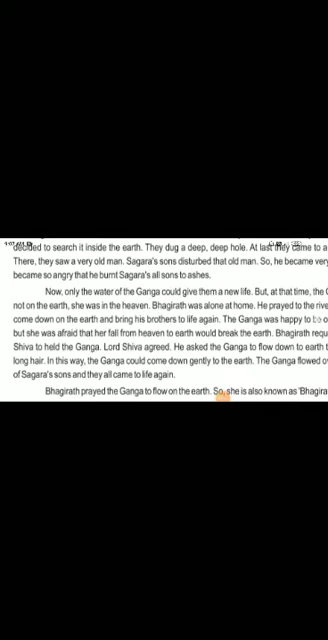 decided to search it inside the earth. They dug a deep, deep hole. At last they came to a
There, they saw a very old man. Sagara's sons disturbed that old man. So, he became very
became so angry that he burnt Sagara's all sons to ashes.
Now, only the water of the Ganga could give them a new life. But, at that time, the
not on the earth, she was in the heaven. Bhagirath was alone at home. He prayed to the
come down on the earth and bring his brothers to life again. The Ganga was happy to
but she was afraid that her fall from heaven to earth would break the earth. Bhagirath
Shiva to held the Ganga. Lord Shiva agreed. He asked the Ganga to flow down to earth
long hair. In this way, the Ganga could come down gently to the earth. The Ganga flowed
of Sagara's sons and they all came to life again.
Bhagirath prayed the Ganga to flow on the earth. So, she is also known as